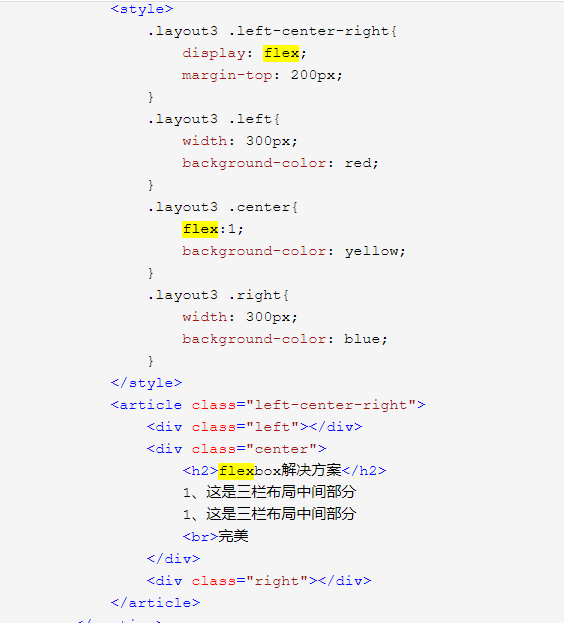 <style>
.layout3 .left-center-right{
display: flex;
margin-top: 200px;
}
.layout3 .left{
width: 300px;
background-color: red;
}
.layout3 .center{
flex:1;
background-color: yellow;
}
.layout3 .right{
width: 300px;
background-color: blue;
}
</style>
<article class="left-center-right">
<div class="left"></div>
<div class="center">
<h2>flexbox解决方案</h2>
1、这是三栏布局中间部分
1、这是三栏布局中间部分
<br>完美
</div>
<div class="right"></div>
</article>